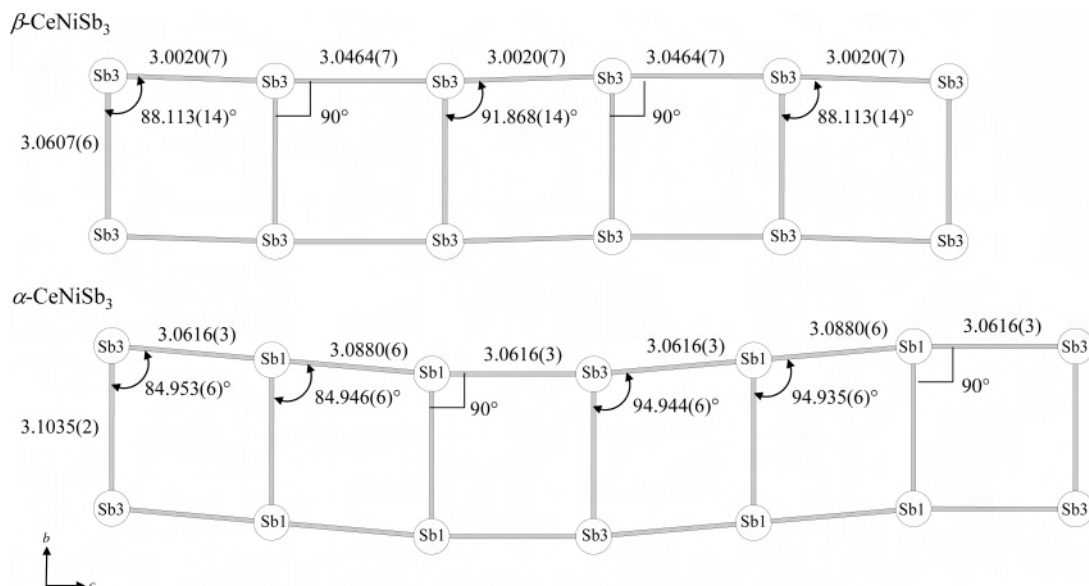 β-CeNiSb3
3.0020(7) 3.0464(7) 3.0020(7) 3.0464(7) 3.0020(7)
Sb3 Sb3 Sb3 Sb3 Sb3 Sb3
88.113(14)° 90° 91.868(14)° 90° 88.113(14)°
3.0607(6)
Sb3 Sb3 Sb3 Sb3 Sb3 Sb3
α-CeNiSb3
3.0616(3) 3.0880(6) 3.0616(3) 3.0616(3) 3.0880(6) 3.0616(3)
Sb3 Sb1 Sb1 Sb3 Sb1 Sb1 Sb3
84.953(6)° 84.946(6)° 90° 94.944(6)° 94.935(6)° 90°
3.1035(2)
Sb3 Sb1 Sb1 Sb3 Sb1 Sb1 Sb3
b